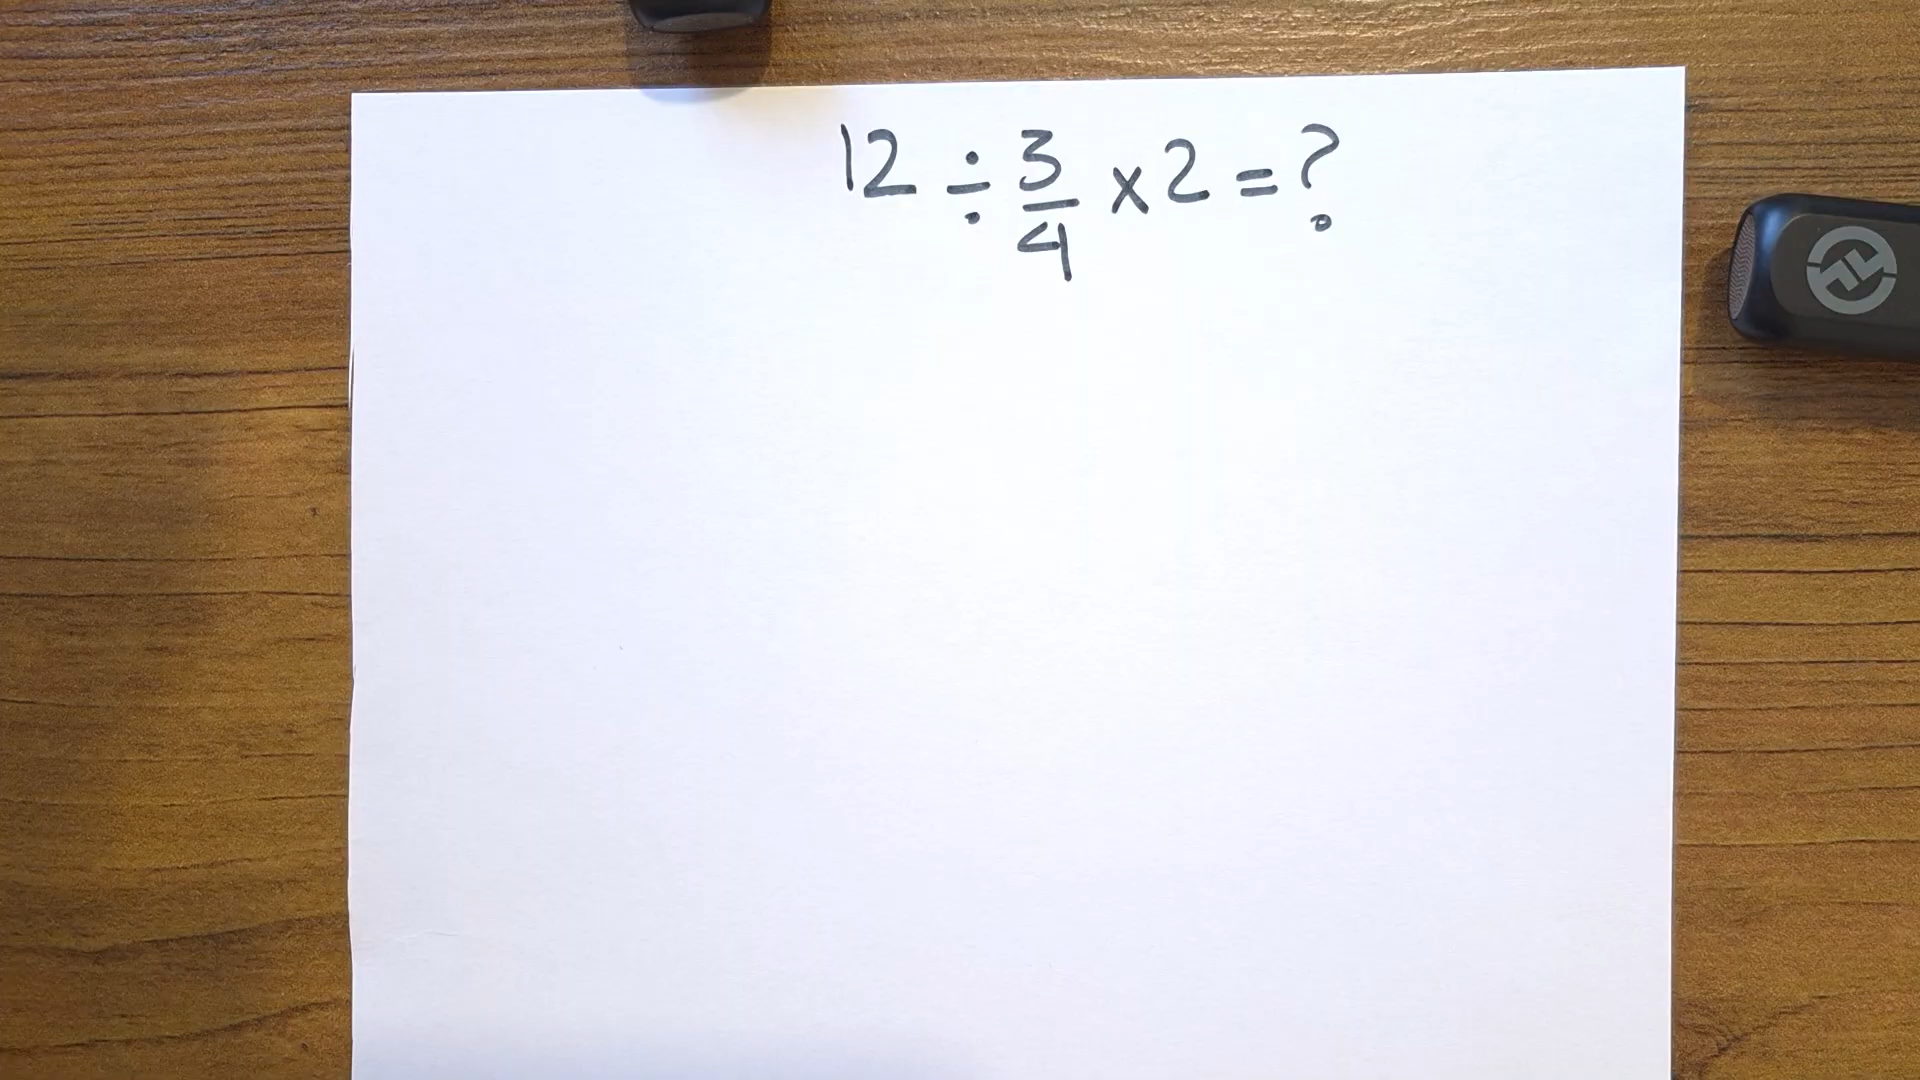 12 ÷ 3/4 × 2 = ?